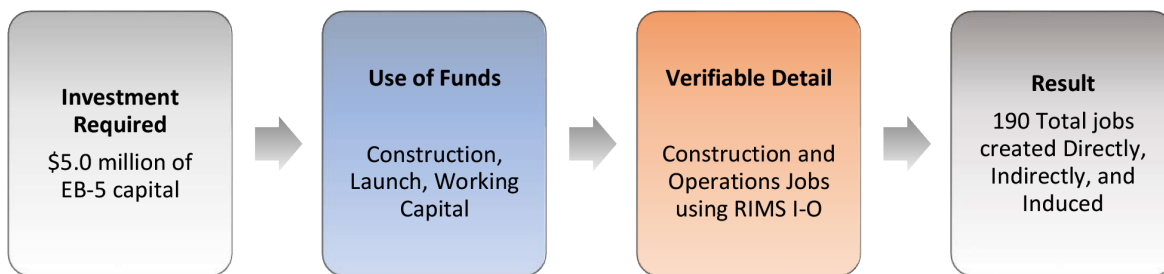 Investment
Required
$5.0 million of
EB-5 capital
Use of Funds
Construction,
Launch, Working
Capital
Verifiable Detail
Construction and
Operations Jobs
using RIMS I-O
Result
190 Total jobs
created Directly,
Indirectly, and
Induced